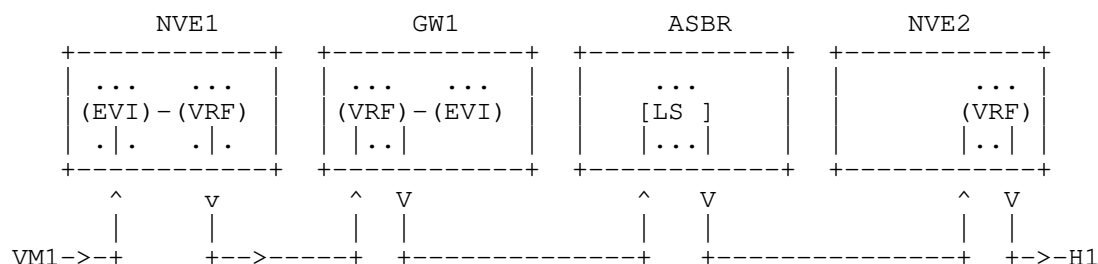 NVE1             GW1               ASBR              NVE2
       +------------+  +------------+  +------------+  +------------+
       | ...    ... |  | ...    ... |  |     ...    |  |        ... |
       |(EVI)-(VRF) |  |(VRF)-(EVI) |  |    [LS ]   |  |       (VRF)|
       | .|.    .|. |  | |..|       |  |    |...|   |  |       |..| |
       +------------+  +------------+  +------------+  +------------+
          ^     v        ^  V               ^   V              ^  V
          |     |        |  |               |   |              |  |
    VM1->-+     +-->-----+  +---------------+   +--------------+  +->-H1